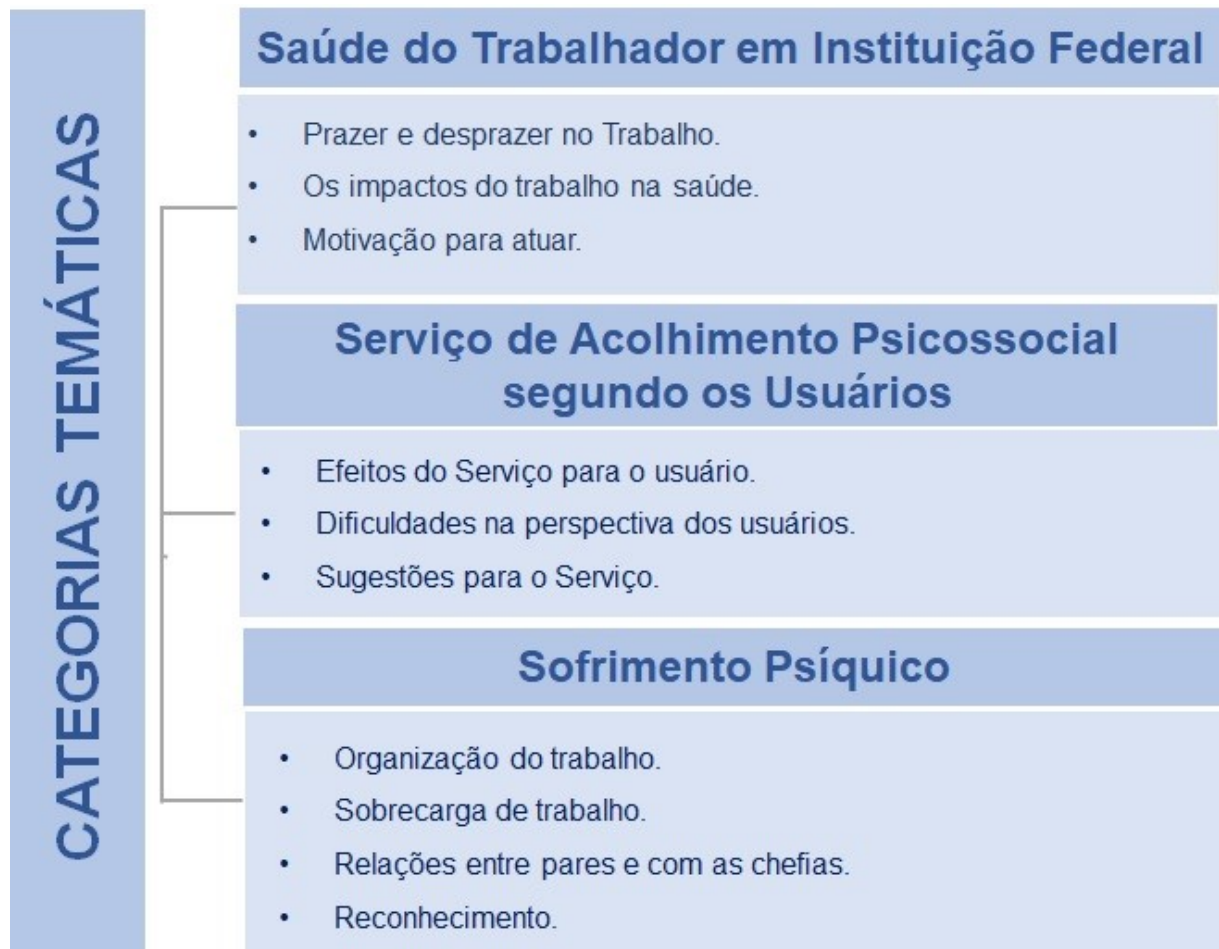 CATEGORIAS TEMÁTICAS
Saúde do Trabalhador em Instituição Federal
• Prazer e desprazer no Trabalho.
• Os impactos do trabalho na saúde.
• Motivação para atuar.
Serviço de Acolhimento Psicossocial
segundo os Usuários
• Efeitos do Serviço para o usuário.
• Dificuldades na perspectiva dos usuários.
• Sugestões para o Serviço.
Sofrimento Psíquico
• Organização do trabalho.
• Sobrecarga de trabalho.
• Relações entre pares e com as chefias.
• Reconhecimento.